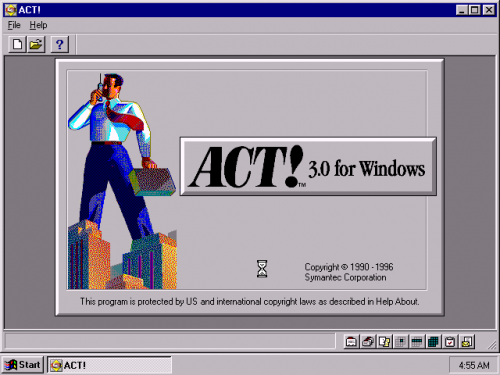 ACT!
File Help
ACT!™ 3.0 for Windows
Copyright © 1990 - 1996
Symantec Corporation
This program is protected by US and international copyright laws as described in Help About.
Start ACT! 4:55 AM